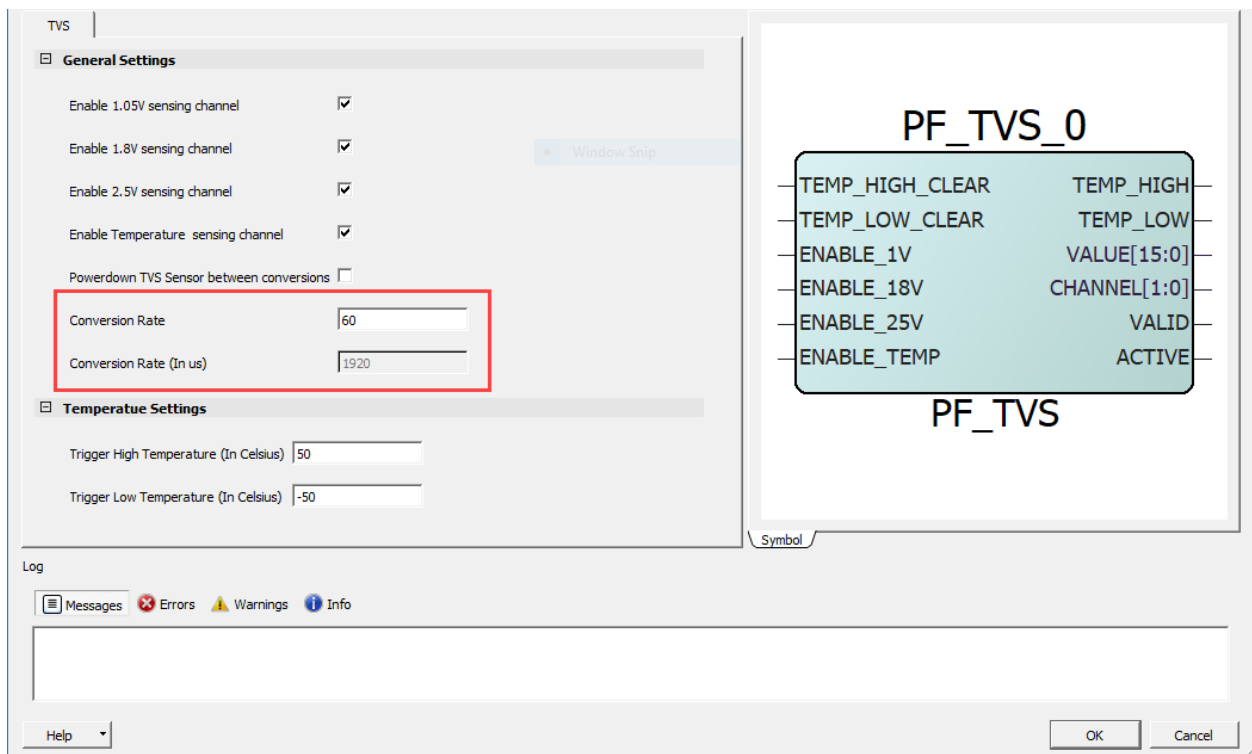 TVS
General Settings
Enable 1.05V sensing channel
Enable 1.8V sensing channel
Window Snip
Enable 2.5V sensing channel
Enable Temperature sensing channel
Powerdown TVS Sensor between conversions
Conversion Rate 60
Conversion Rate (In us) 1920
Temperatue Settings
Trigger High Temperature (In Celsius) 50
Trigger Low Temperature (In Celsius) -50
PF_TVS_0
TEMP_HIGH_CLEAR TEMP_HIGH
TEMP_LOW_CLEAR TEMP_LOW
ENABLE_1V VALUE[15:0]
ENABLE_18V CHANNEL[1:0]
ENABLE_25V VALID
ENABLE_TEMP ACTIVE
PF_TVS
Symbol
Log
Messages Errors Warnings Info
Help OK Cancel